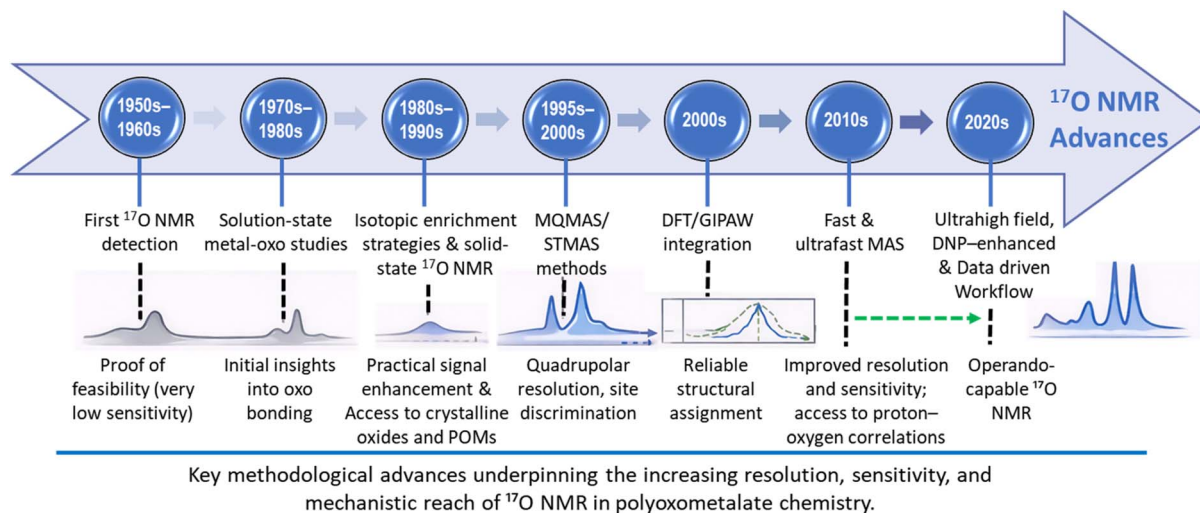 1950s–
1960s
1970s–
1980s
1980s–
1990s
1995s–
2000s
2000s
2010s
2020s
¹⁷O NMR
Advances
First ¹⁷O NMR
detection
Solution-state
metal-oxo studies
Isotopic enrichment
strategies & solid-
state ¹⁷O NMR
MQMAS/
STMAS
methods
DFT/GIPAW
integration
Fast &
ultrafast MAS
Ultrahigh field,
DNP–enhanced
& Data driven
Workflow
Proof of
feasibility (very
low sensitivity)
Initial insights
into oxo
bonding
Practical signal
enhancement &
Access to crystalline
oxides and POMs
Quadrupolar
resolution, site
discrimination
Reliable
structural
assignment
Improved resolution
and sensitivity;
access to proton–
oxygen correlations
Operando-
capable ¹⁷O
NMR
Key methodological advances underpinning the increasing resolution, sensitivity, and
mechanistic reach of ¹⁷O NMR in polyoxometalate chemistry.